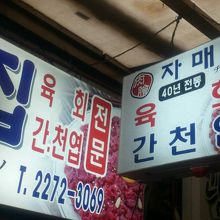 집
육 회
간.천엽
전문
T.2272-3069
자매
40년 전통
육
간천엽